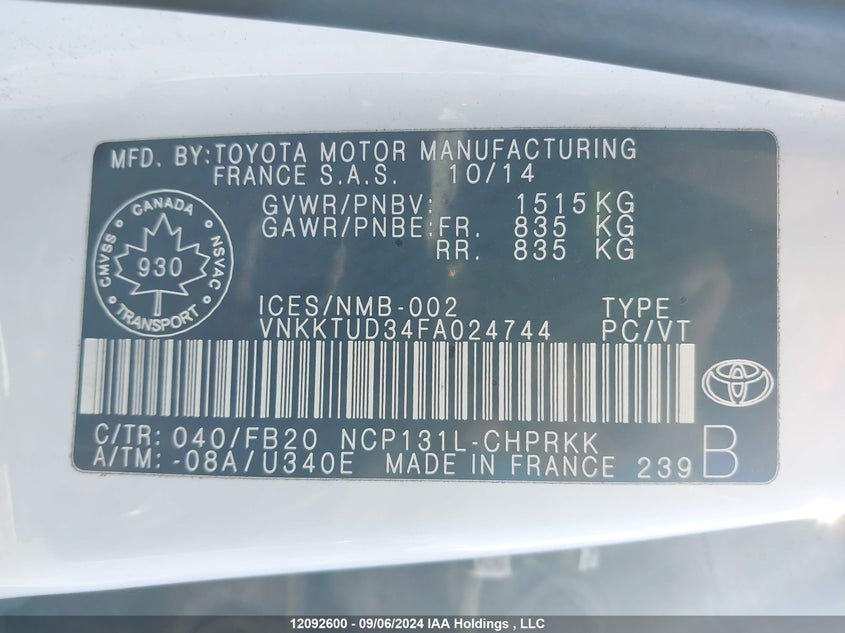 MFD. BY:TOYOTA MOTOR MANUFACTURING
FRANCE S.A.S. 10/14
GVWR/PNBV: 1515 KG
GAWR/PNBE:FR. 835 KG
RR. 835 KG
CANADA
CMVSS 930 NSVAC
TRANSPORT
ICES/NMB-002 TYPE
VNKKTUD34FA024744 PC/VT
C/TR: 040/FB20 NCP131L-CHPRKK
A/TM: -08A/U340E MADE IN FRANCE 239 B
12092600 - 09/06/2024 IAA Holdings , LLC